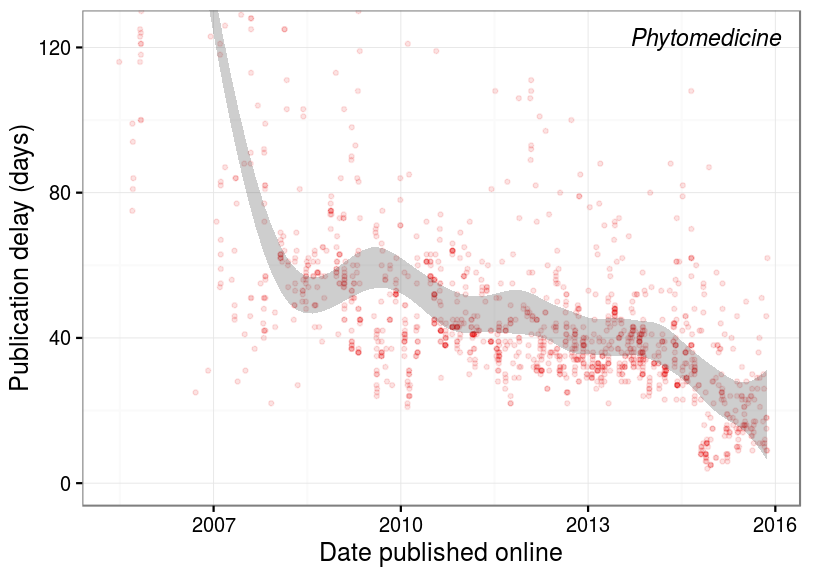 Phytomedicine
Publication delay (days)
120
80
40
0
2007 2010 2013 2016
Date published online